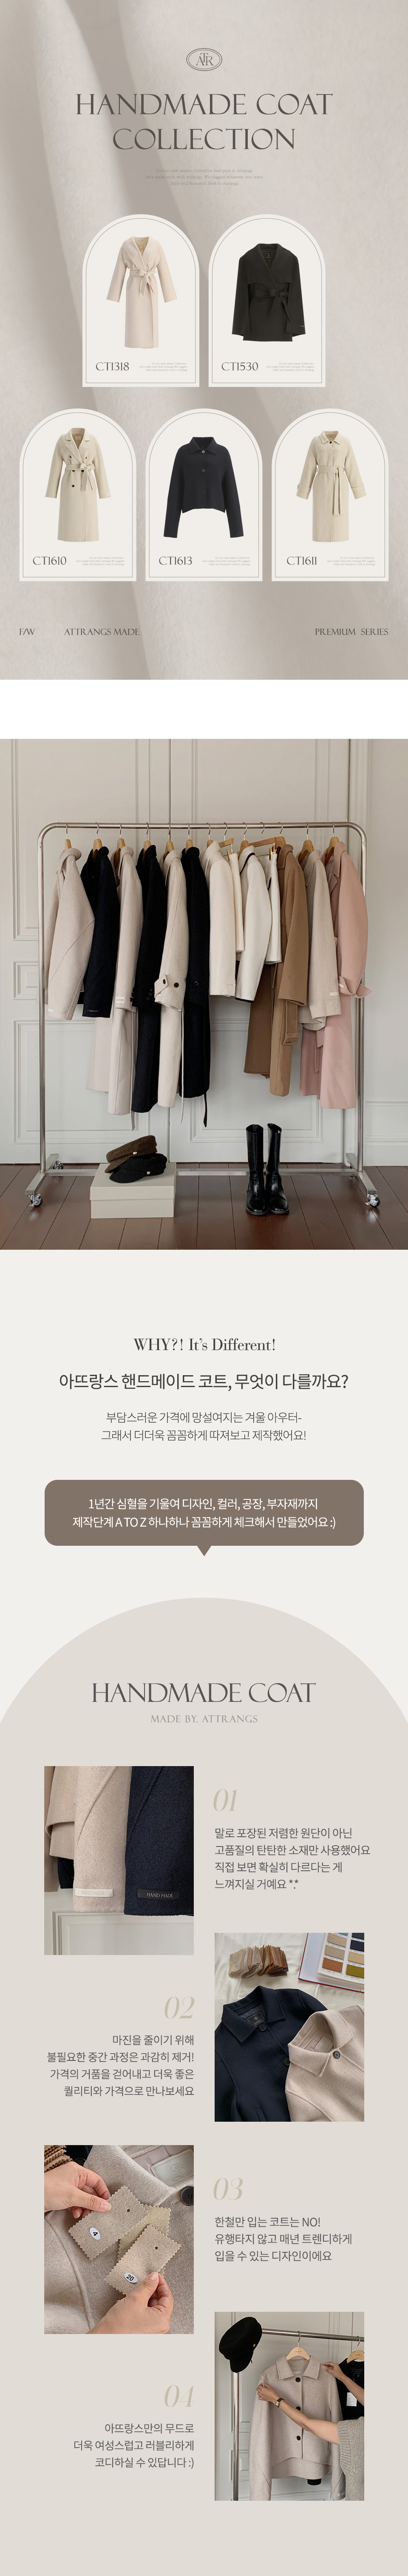 ATR
HANDMADE COAT
COLLECTION
CT1318
CT1530
CT1610
CT1613
CT1611
F/W
ATTRANGS MADE
PREMIUM SERIES
WHY?! It's Different!
아뜨랑스 핸드메이드 코트, 무엇이 다를까요?
부담스러운 가격에 망설여지는 겨울 아우터-
그래서 더더욱 꼼꼼하게 따져보고 제작했어요!
1년간 심혈을 기울여 디자인, 컬러, 공장, 부자재까지
제작단계 A TO Z 하나하나 꼼꼼하게 체크해서 만들었어요 :)
HANDMADE COAT
MADE BY. ATTRANGS
01
말로 포장된 저렴한 원단이 아닌
고품질의 탄탄한 소재만 사용했어요
직접 보면 확실히 다르다는 게
느껴지실 거예요 *.*
HAND MADE
02
마진을 줄이기 위해
불필요한 중간 과정은 과감히 제거!
가격의 거품을 걷어내고 더욱 좋은
퀄리티와 가격으로 만나보세요
03
한철만 입는 코트는 NO!
유행타지 않고 매년 트렌디하게
입을 수 있는 디자인이에요
4
20
04
아뜨랑스만의 무드로
더욱 여성스럽고 러블리하게
코디하실 수 있답니다 :)